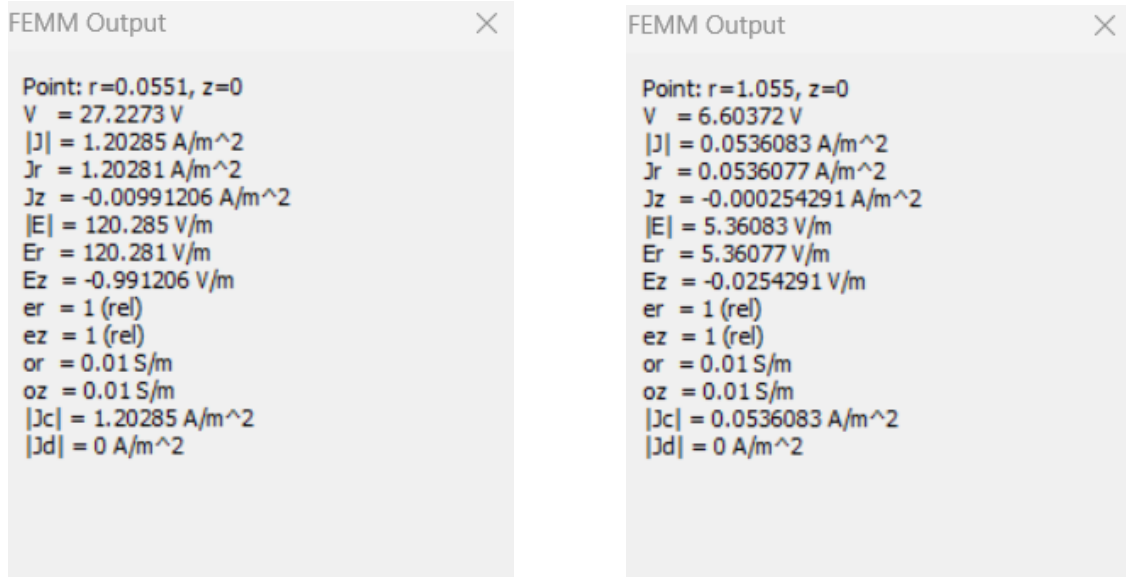 FEMM Output
Point: r=0.0551, z=0
V = 27.2273 V
|J| = 1.20285 A/m^2
Jr = 1.20281 A/m^2
Jz = -0.00991206 A/m^2
|E| = 120.285 V/m
Er = 120.281 V/m
Ez = -0.991206 V/m
er = 1 (rel)
ez = 1 (rel)
or = 0.01 S/m
oz = 0.01 S/m
|Jc| = 1.20285 A/m^2
|Jd| = 0 A/m^2
FEMM Output
Point: r=1.055, z=0
V = 6.60372 V
|J| = 0.0536083 A/m^2
Jr = 0.0536077 A/m^2
Jz = -0.000254291 A/m^2
|E| = 5.36083 V/m
Er = 5.36077 V/m
Ez = -0.0254291 V/m
er = 1 (rel)
ez = 1 (rel)
or = 0.01 S/m
oz = 0.01 S/m
|Jc| = 0.0536083 A/m^2
|Jd| = 0 A/m^2